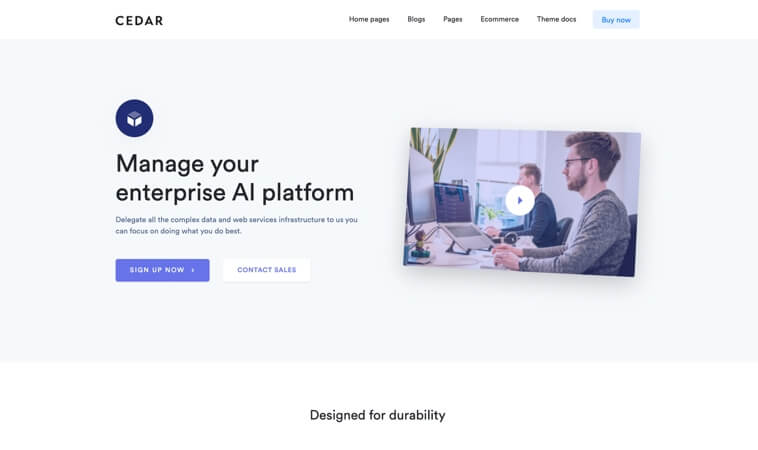 CEDAR
Home pages
Blogs
Pages
Ecommerce
Theme docs
Buy now
Manage your
enterprise AI platform
Delegate all the complex data and web services infrastructure to us you
can focus on doing what you do best.
SIGN UP NOW
CONTACT SALES
Designed for durability